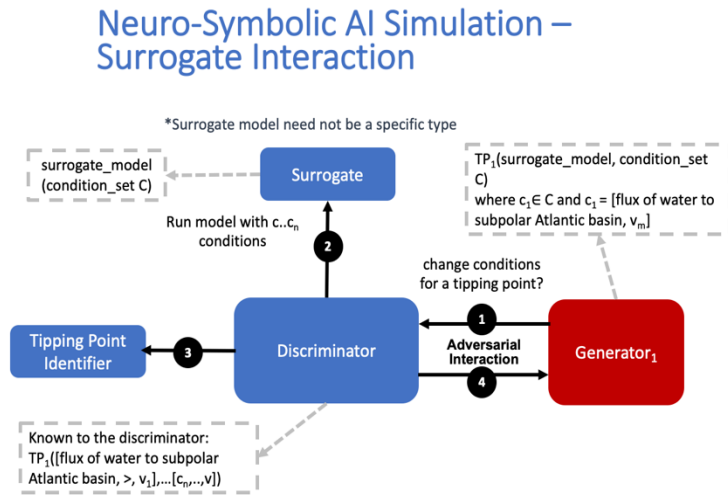 Neuro-Symbolic AI Simulation –
Surrogate Interaction
*Surrogate model need not be a specific type
surrogate_model
(condition_set C)
Surrogate
TP₁(surrogate_model, condition_set
C)
where c₁∈ C and c₁ = [flux of water to
subpolar Atlantic basin, vₘ]
Run model with c..cₙ
conditions
2
change conditions
for a tipping point?
1
Tipping Point
Identifier
3
Discriminator
Adversarial
Interaction
4
Generator₁
Known to the discriminator:
TP₁([flux of water to subpolar
Atlantic basin, >, v₁],...[cₙ,..,v])